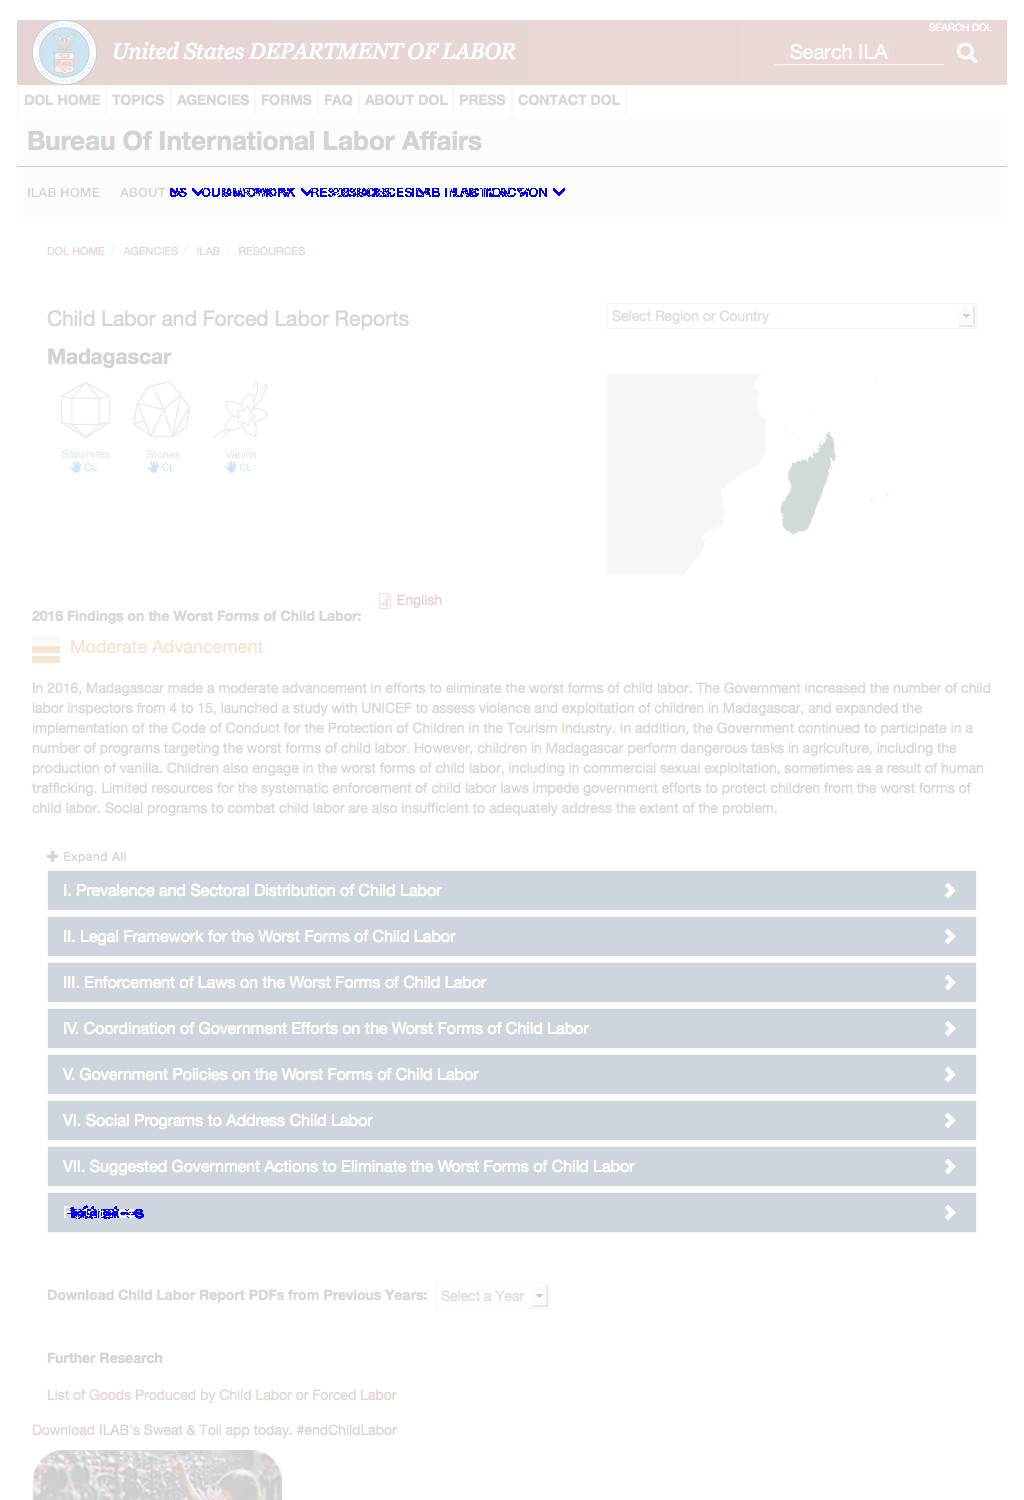 SEARCH DOL
United States DEPARTMENT OF LABOR
Search ILA
DOL HOME TOPICS AGENCIES FORMS FAQ ABOUT DOL PRESS CONTACT DOL
Bureau Of International Labor Affairs
ILAB HOME ABOUT
DOL HOME / AGENCIES / ILAB / RESOURCES
Child Labor and Forced Labor Reports
Select Region or Country
Madagascar
Sapphires Stones Vanilla
CL CL CL
English
2016 Findings on the Worst Forms of Child Labor:
Moderate Advancement
In 2016, Madagascar made a moderate advancement in efforts to eliminate the worst forms of child labor. The Government increased the number of child
labor inspectors from 4 to 15, launched a study with UNICEF to assess violence and exploitation of children in Madagascar, and expanded the
implementation of the Code of Conduct for the Protection of Children in the Tourism Industry. In addition, the Government continued to participate in a
number of programs targeting the worst forms of child labor. However, children in Madagascar perform dangerous tasks in agriculture, including the
production of vanilla. Children also engage in the worst forms of child labor, including in commercial sexual exploitation, sometimes as a result of human
trafficking. Limited resources for the systematic enforcement of child labor laws impede government efforts to protect children from the worst forms of
child labor. Social programs to combat child labor are also insufficient to adequately address the extent of the problem.
Expand All
I. Prevalence and Sectoral Distribution of Child Labor
II. Legal Framework for the Worst Forms of Child Labor
III. Enforcement of Laws on the Worst Forms of Child Labor
IV. Coordination of Government Efforts on the Worst Forms of Child Labor
V. Government Policies on the Worst Forms of Child Labor
VI. Social Programs to Address Child Labor
VII. Suggested Government Actions to Eliminate the Worst Forms of Child Labor
Download Child Labor Report PDFs from Previous Years: Select a Year
Further Research
List of Goods Produced by Child Labor or Forced Labor
Download ILAB's Sweat & Toil app today. #endChildLabor